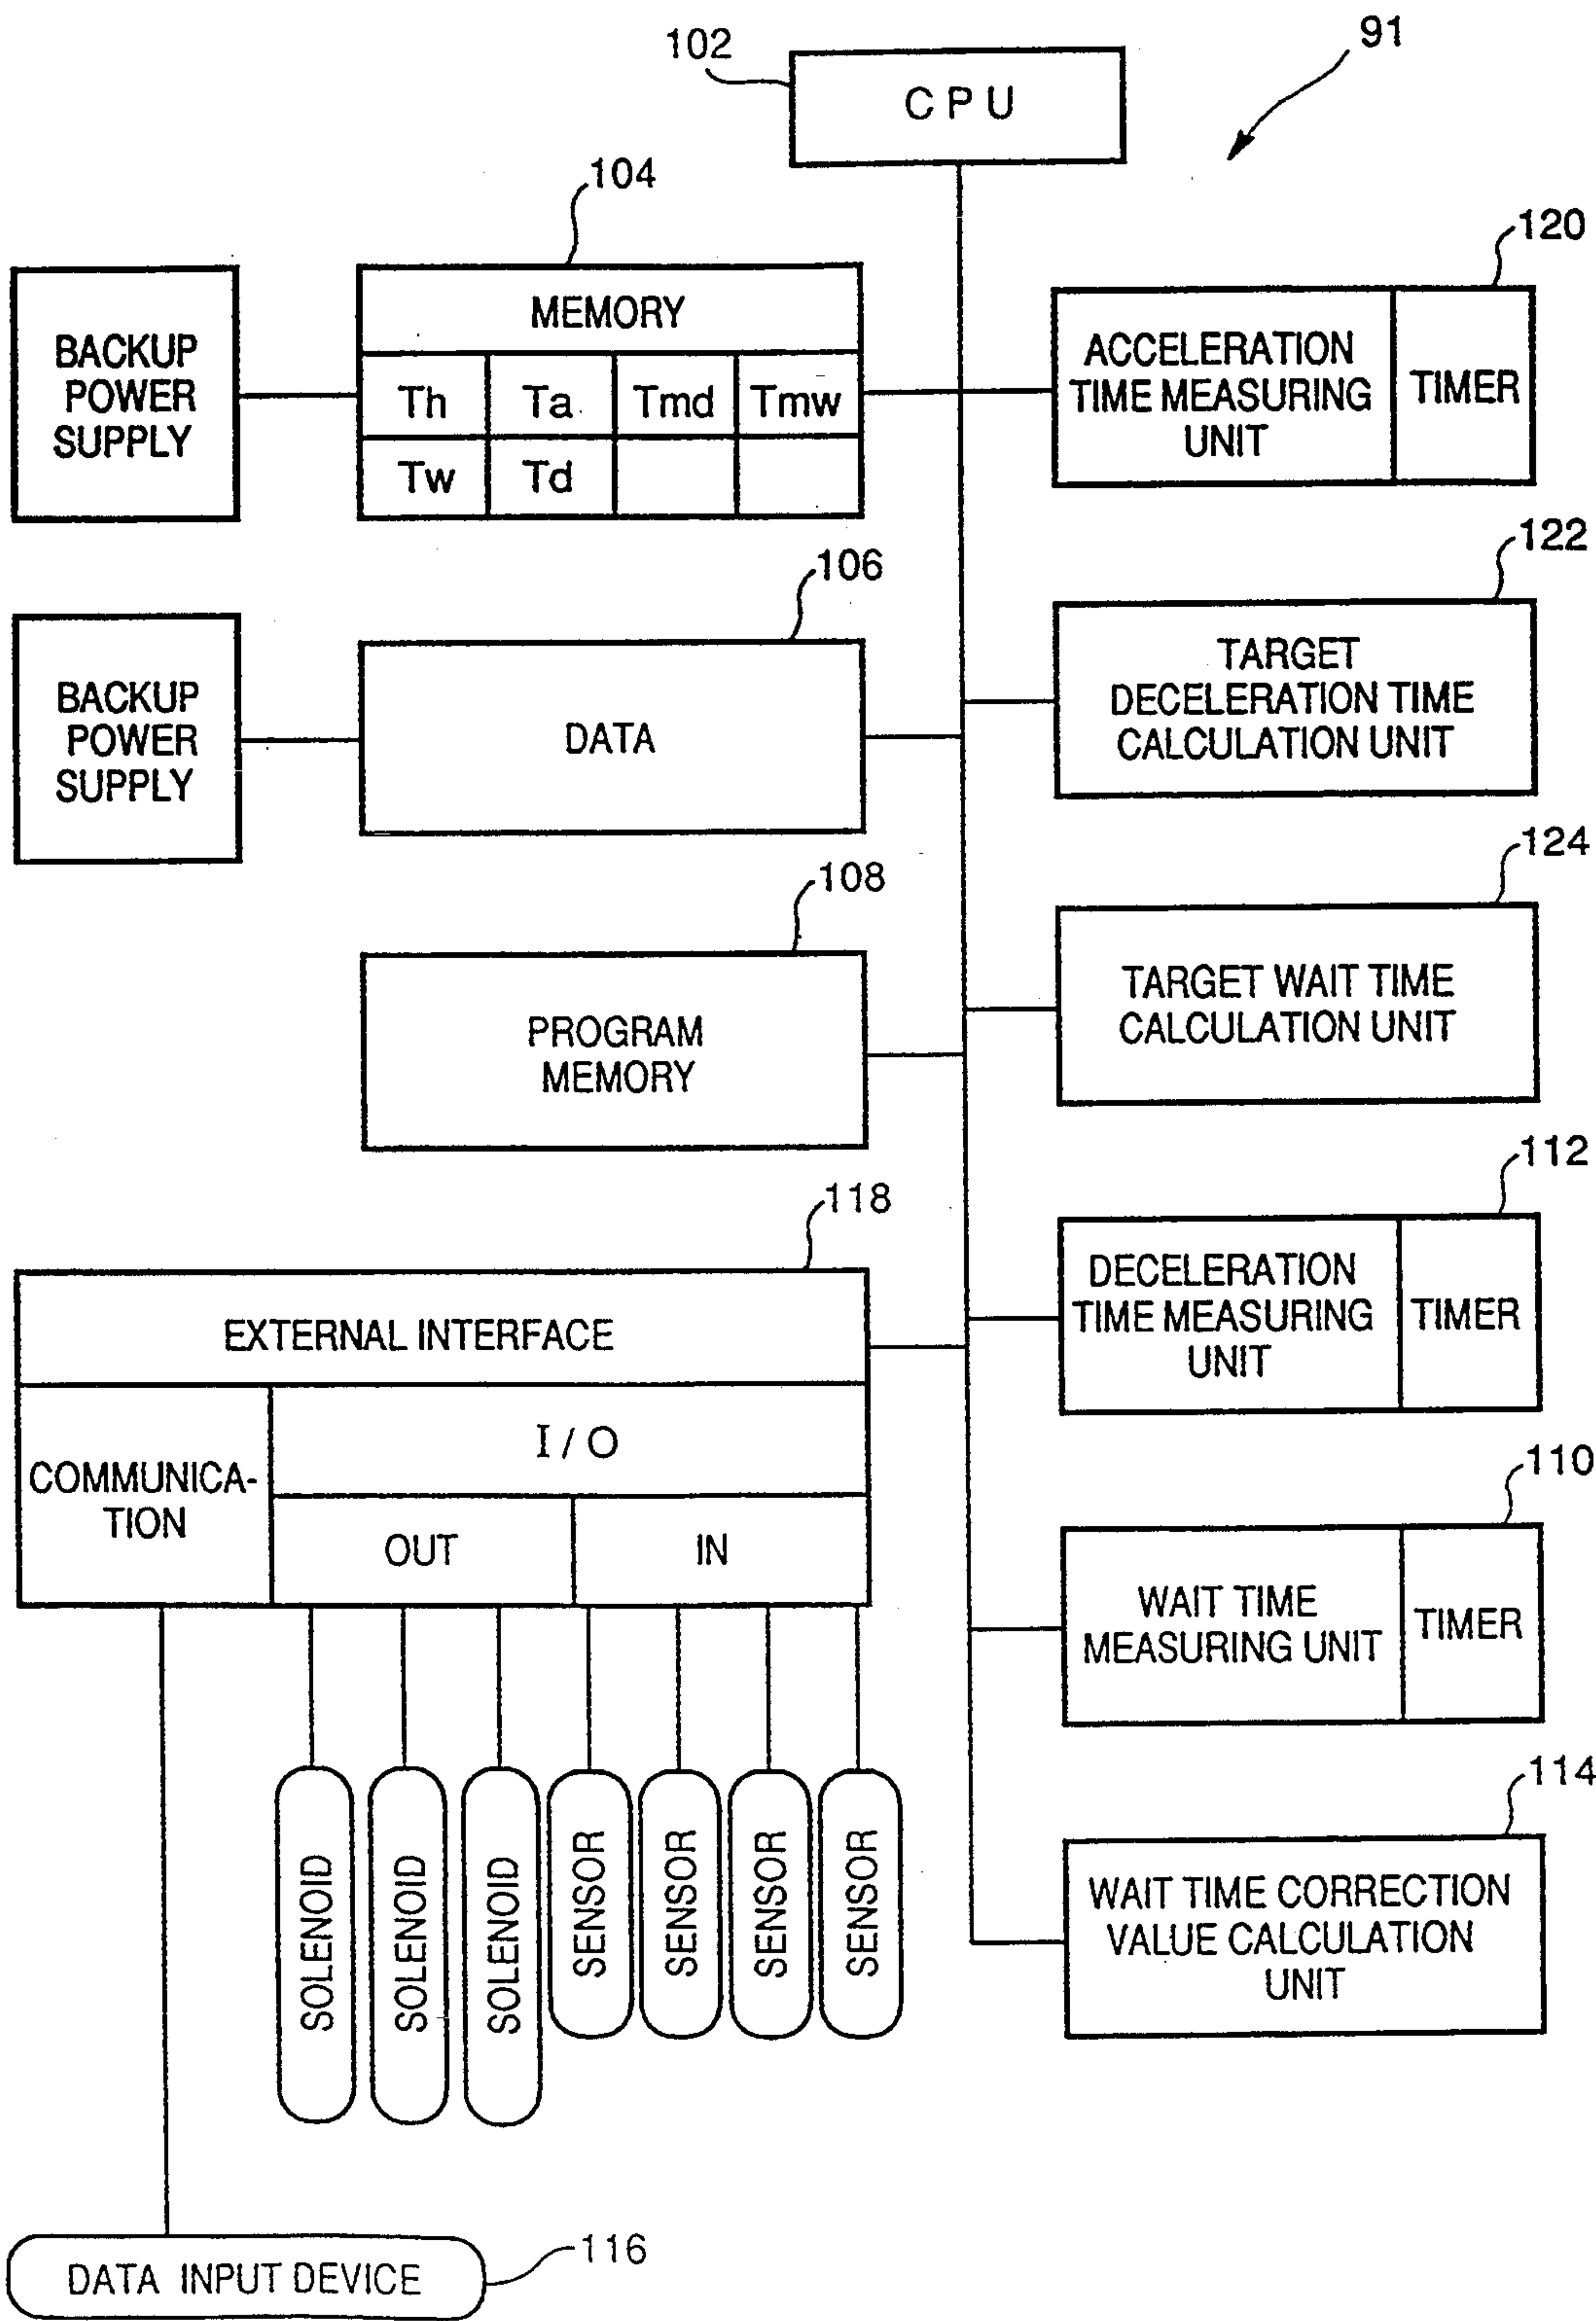 91
102
CPU
104
BACKUP
POWER
SUPPLY
MEMORY
Th Ta Tmd Tmw
Tw Td
120
ACCELERATION
TIME MEASURING
UNIT
TIMER
106
BACKUP
POWER
SUPPLY
DATA
122
TARGET
DECELERATION TIME
CALCULATION UNIT
108
PROGRAM
MEMORY
124
TARGET WAIT TIME
CALCULATION UNIT
118
EXTERNAL INTERFACE
COMMUNICA-
TION
I / O
OUT
IN
112
DECELERATION
TIME MEASURING
UNIT
TIMER
110
WAIT TIME
MEASURING UNIT
TIMER
SOLENOID
SOLENOID
SOLENOID
SENSOR
SENSOR
SENSOR
SENSOR
114
WAIT TIME CORRECTION
VALUE CALCULATION
UNIT
DATA INPUT DEVICE
116